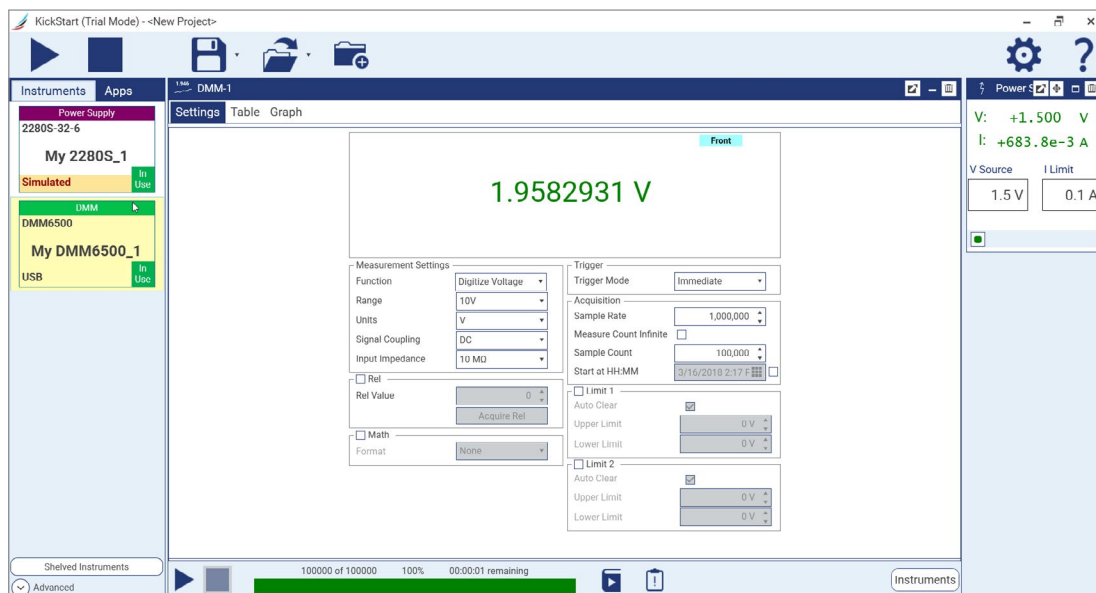 KickStart (Trial Mode) - <New Project>
Instruments Apps
Power Supply
2280S-32-6
My 2280S_1
Simulated
In Use
DMM
DMM6500
My DMM6500_1
USB
In Use
Shelved Instruments
Advanced
1.946 DMM-1
Settings Table Graph
Front
1.9582931 V
Measurement Settings
Function Digitize Voltage
Range 10V
Units V
Signal Coupling DC
Input Impedance 10 MΩ
Rel
Rel Value 0
Acquire Rel
Math
Format None
Trigger
Trigger Mode Immediate
Acquisition
Sample Rate 1,000,000
Measure Count Infinite
Sample Count 100,000
Start at HH:MM 3/16/2018 2:17 F
Limit 1
Auto Clear
Upper Limit 0 V
Lower Limit 0 V
Limit 2
Auto Clear
Upper Limit 0 V
Lower Limit 0 V
100000 of 100000 100% 00:00:01 remaining
Instruments
Power S
V: +1.500 V
I: +683.8e-3 A
V Source I Limit
1.5 V 0.1 A